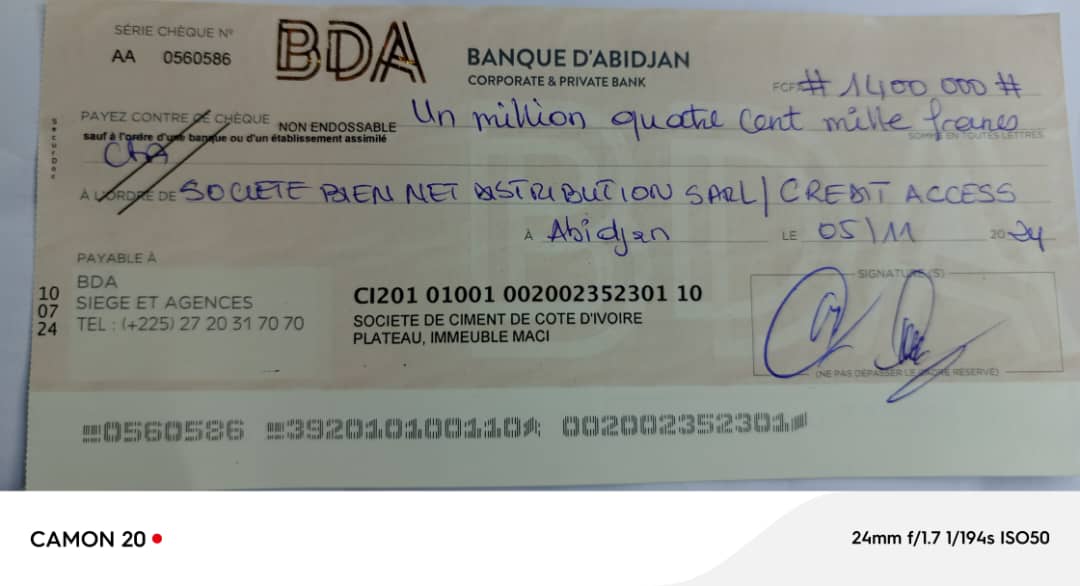 SÉRIE CHÈQUE N°
AA 0560586
BDA
BANQUE D'ABIDJAN
CORPORATE & PRIVATE BANK
FCFA # 1400 000 #
PAYEZ CONTRE CE CHÈQUE NON ENDOSSABLE Un million quatre cent mille francs
sauf à l'ordre d'une banque ou d'un établissement assimilé
SOMME EN TOUTES LETTRES
À L'ORDRE DE SOCIETE BIEN NET DISTRIBUTION SARL / CREDIT ACCESS
À Abidjan LE 05/11 2024
PAYABLE À
BDA
SIEGE ET AGENCES
TEL : (+225) 27 20 31 70 70
10
07
24
CI201 01001 002002352301 10
SOCIETE DE CIMENT DE COTE D'IVOIRE
PLATEAU, IMMEUBLE MACI
SIGNATURE(S)
(NE PAS DÉPASSER LE CADRE RÉSERVÉ)
0560586 392010100110 002002352301
CAMON 20
24mm f/1.7 1/194s ISO50